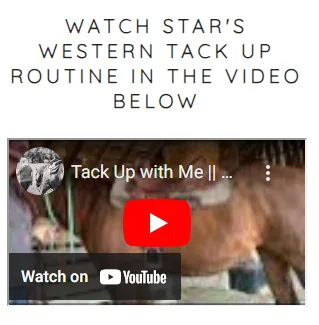 WATCH STAR'S
WESTERN TACK UP
ROUTINE IN THE VIDEO
BELOW
Tack Up with Me || ...
Watch on YouTube